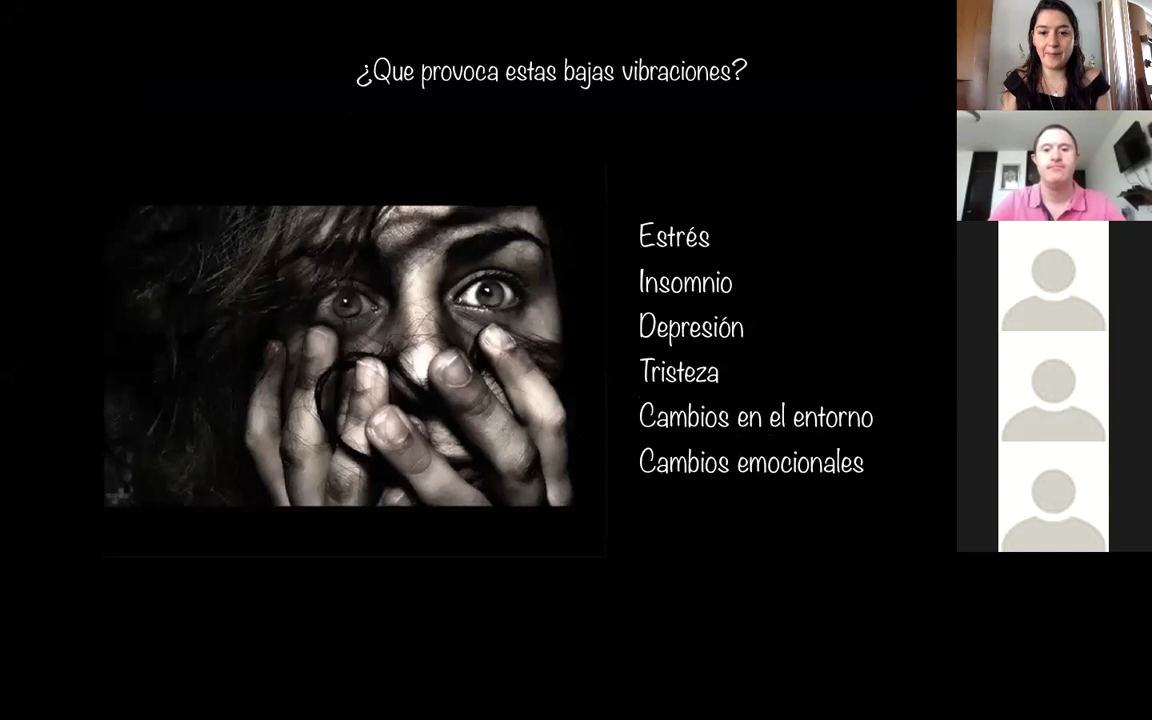 ¿Que provoca estas bajas vibraciones?
Estrés
Insomnio
Depresión
Tristeza
Cambios en el entorno
Cambios emocionales